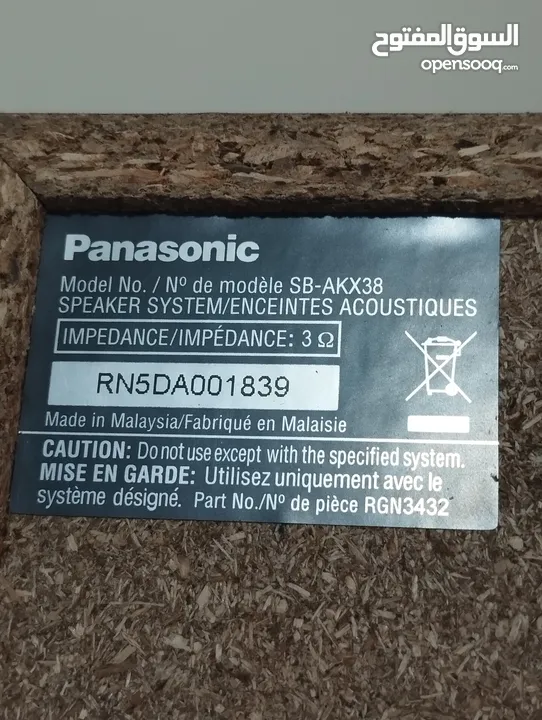 السوق المفتوح
opensooq.com
Panasonic
Model No. / Nº de modèle SB-AKX38
SPEAKER SYSTEM/ENCEINTES ACOUSTIQUES
IMPEDANCE/IMPÉDANCE: 3 Ω
RN5DA001839
Made in Malaysia/Fabriqué en Malaisie
CAUTION: Do not use except with the specified system.
MISE EN GARDE: Utilisez uniquement avec le
système désigné. Part No./Nº de pièce RGN3432